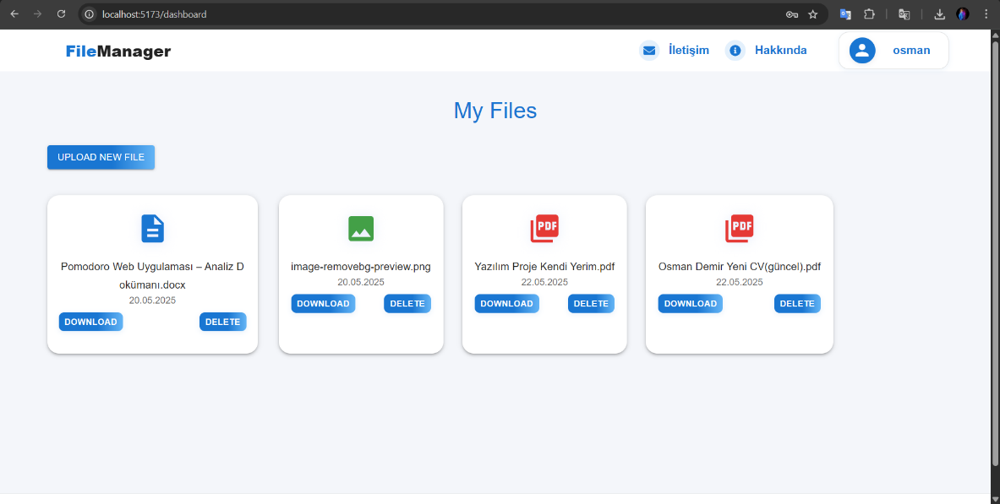 localhost:5173/dashboard
FileManager
İletişim
Hakkında
osman
My Files
UPLOAD NEW FILE
Pomodoro Web Uygulaması – Analiz D
okümanı.docx
20.05.2025
DOWNLOAD
DELETE
image-removebg-preview.png
20.05.2025
DOWNLOAD
DELETE
PDF
Yazılım Proje Kendi Yerim.pdf
22.05.2025
DOWNLOAD
DELETE
PDF
Osman Demir Yeni CV(güncel).pdf
22.05.2025
DOWNLOAD
DELETE